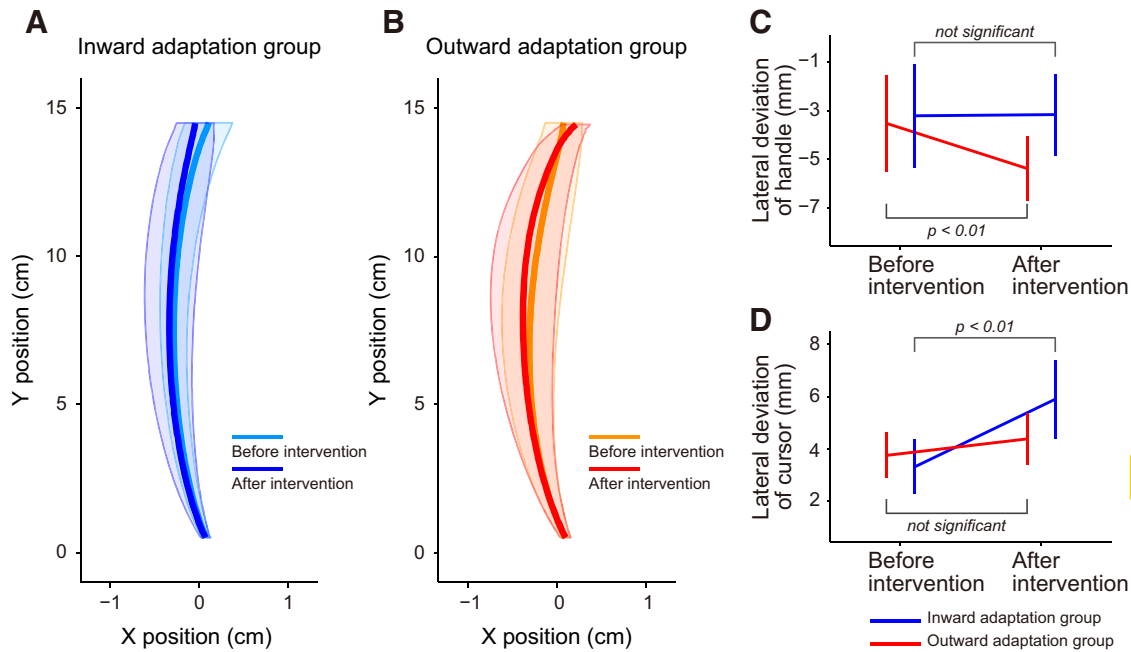 A
Inward adaptation group
15
10
5
0
Y position (cm)
−1
0
1
X position (cm)
Before intervention
After intervention
B
Outward adaptation group
15
10
5
0
Y position (cm)
−1
0
1
X position (cm)
Before intervention
After intervention
C
not significant
−1
−3
−5
−7
Lateral deviation
of handle (mm)
p < 0.01
Before
intervention
After
intervention
D
p < 0.01
8
6
4
2
Lateral deviation
of cursor (mm)
not significant
Before
intervention
After
intervention
Inward adaptation group
Outward adaptation group